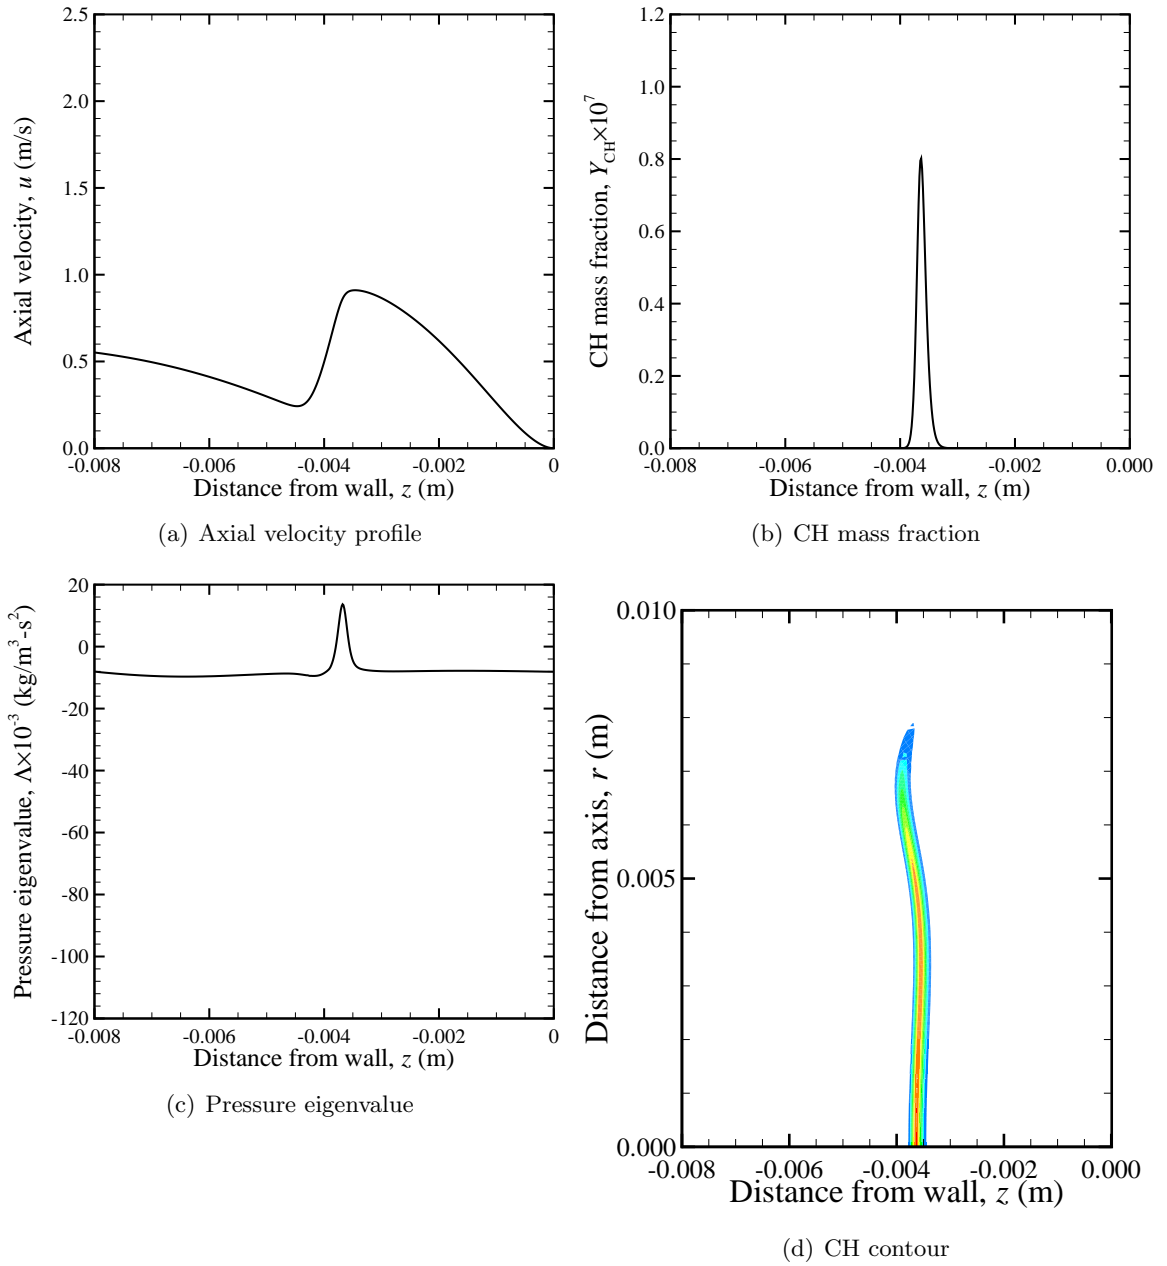 2.5
2.0
1.5
1.0
0.5
0.0
Axial velocity, u (m/s)
-0.008 -0.006 -0.004 -0.002 0
Distance from wall, z (m)
(a) Axial velocity profile
1.2
1.0
0.8
0.6
0.4
0.2
0.0
CH mass fraction, Y_CH×10^7
-0.008 -0.006 -0.004 -0.002 0.000
Distance from wall, z (m)
(b) CH mass fraction
20
0
-20
-40
-60
-80
-100
-120
Pressure eigenvalue, Λ×10^-3 (kg/m^3-s^2)
-0.008 -0.006 -0.004 -0.002 0
Distance from wall, z (m)
(c) Pressure eigenvalue
0.010
0.005
0.000
Distance from axis, r (m)
-0.008 -0.006 -0.004 -0.002 0.000
Distance from wall, z (m)
(d) CH contour